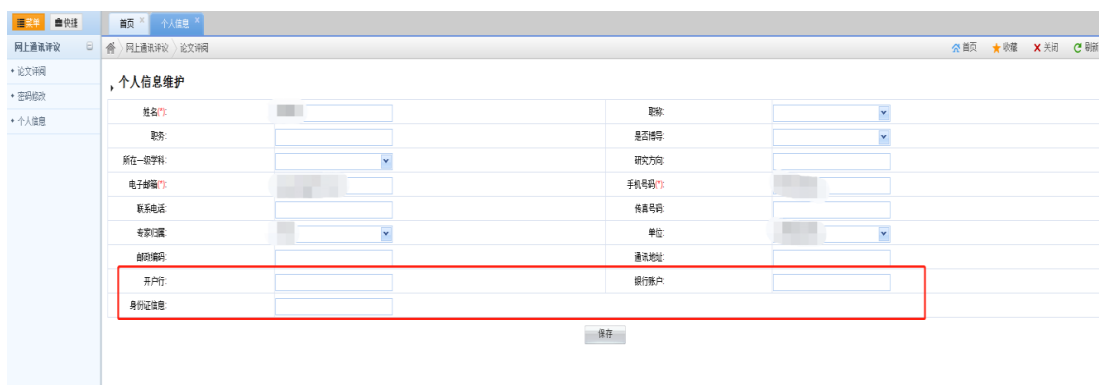 菜单 快捷 首页 × 个人信息 ×
网上通讯评议 网上通讯评议 论文评阅 首页 收藏 关闭 刷新
论文评阅
密码修改
个人信息
个人信息维护
姓名(*): 职称:
职务: 是否博导:
所在一级学科: 研究方向:
电子邮箱(*): 手机号码(*):
联系电话: 传真号码:
专家归属: 单位:
邮政编码: 通讯地址:
开户行: 银行账户:
身份证信息:
保存